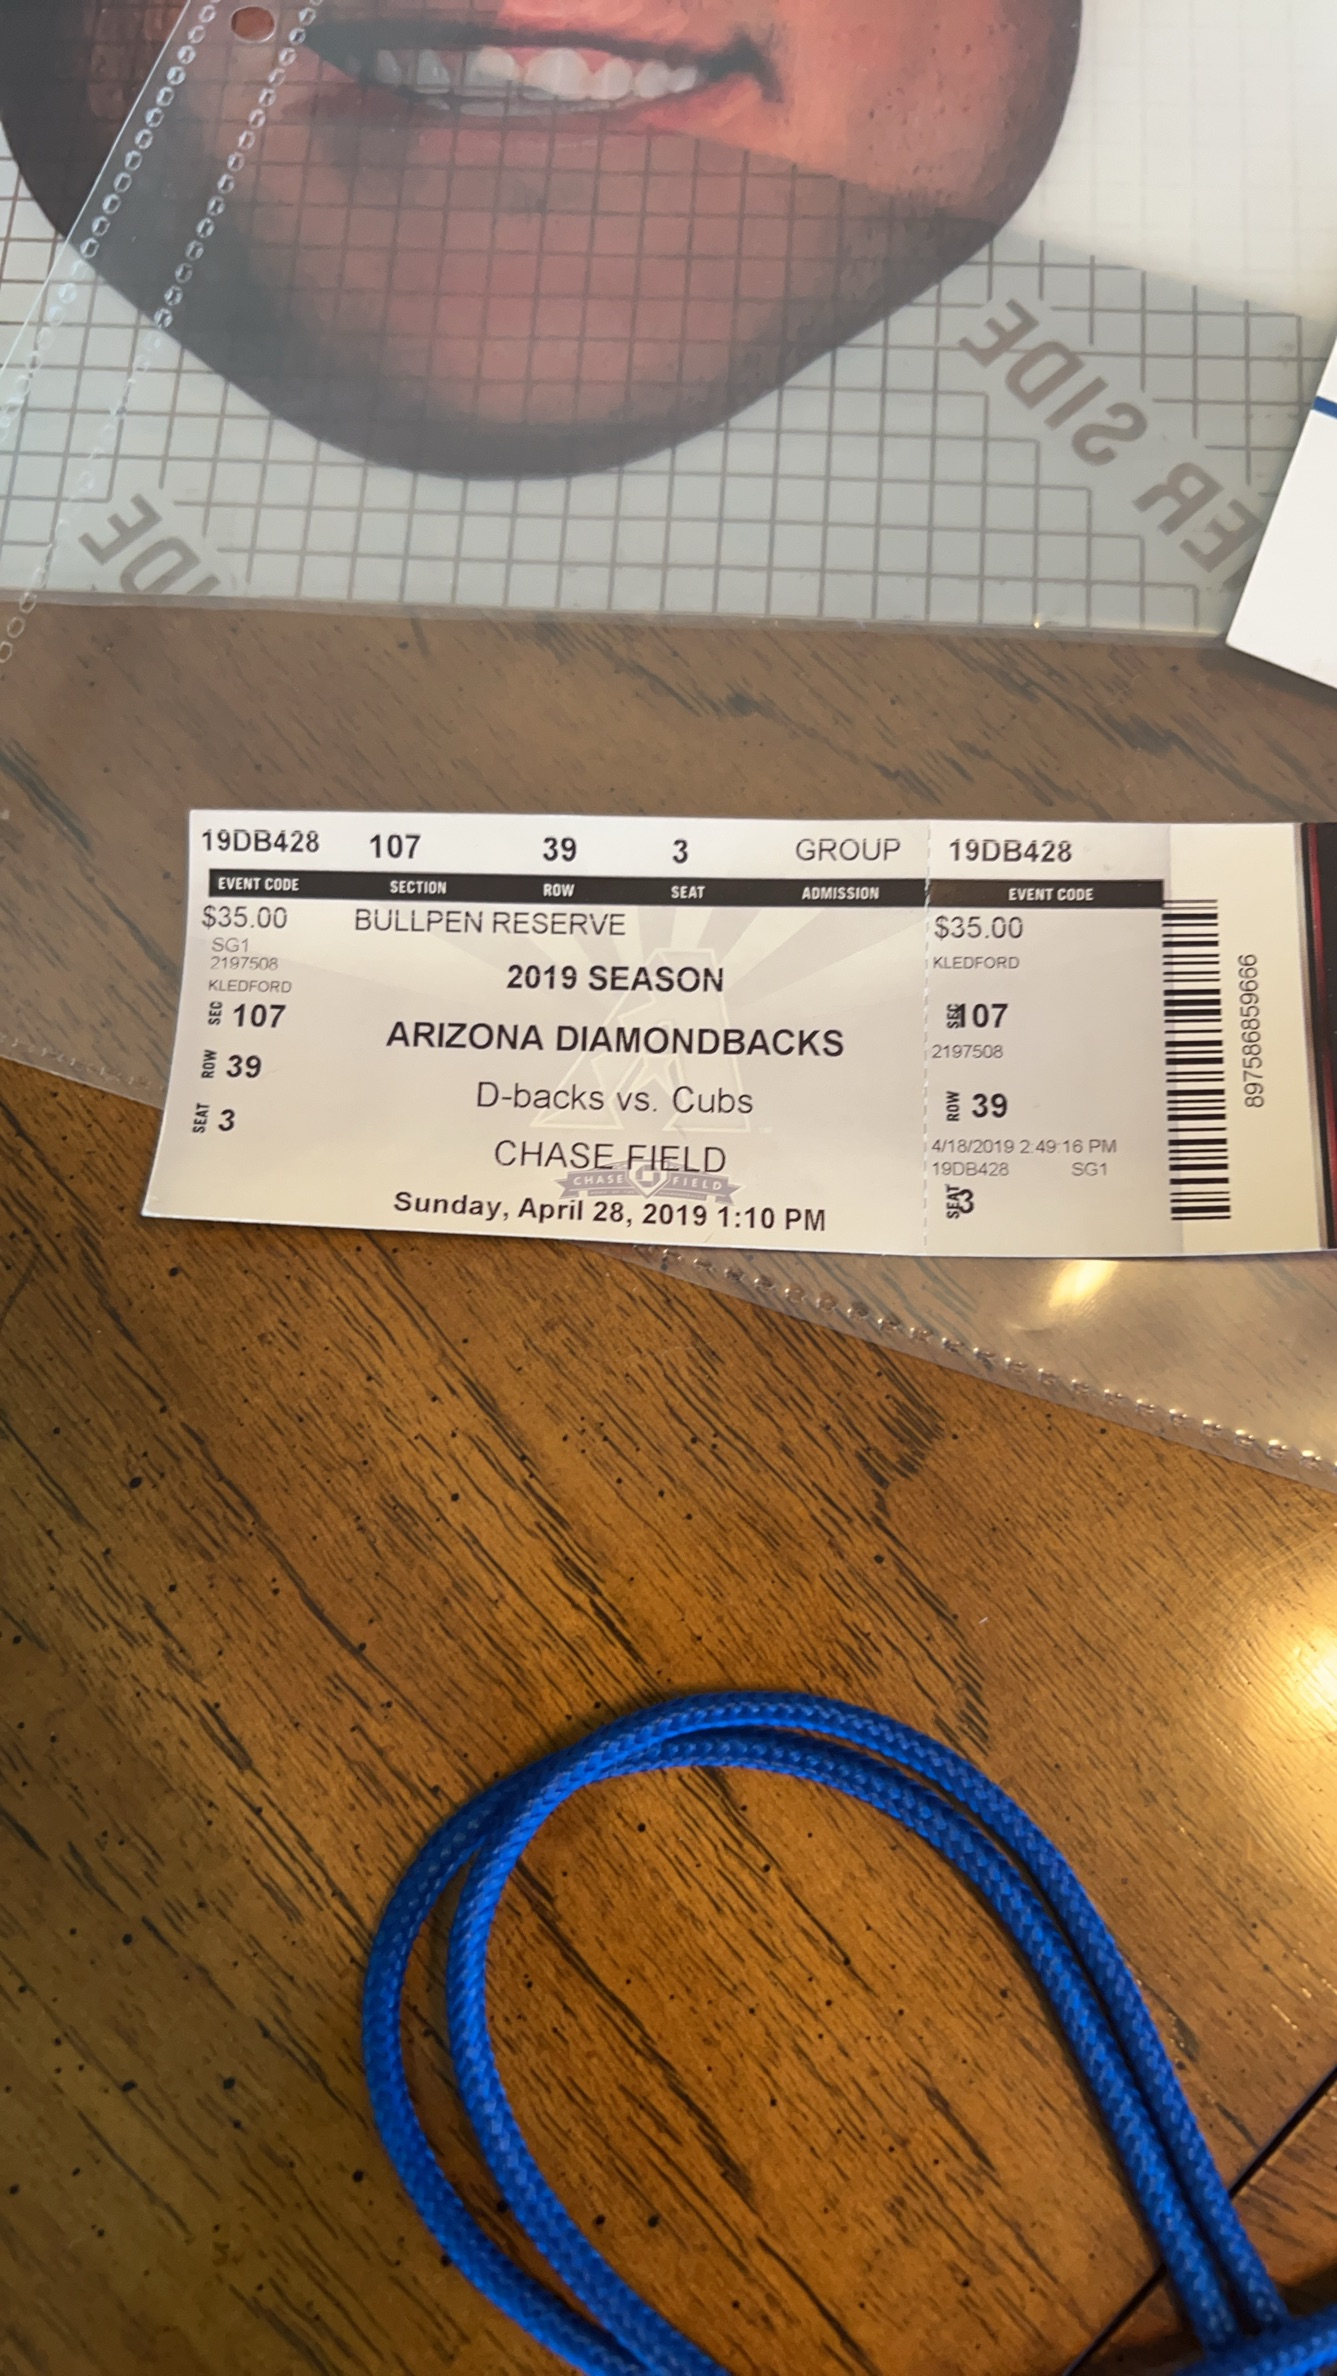 ER SIDE
IDE
19DB428 107 39 3 GROUP
EVENT CODE SECTION ROW SEAT ADMISSION
$35.00 BULLPEN RESERVE
SG1
2197508
KLEDFORD
SEC 107
ROW 39
SEAT 3
2019 SEASON
ARIZONA DIAMONDBACKS
D-backs vs. Cubs
CHASE FIELD
CHASE FIELD
Sunday, April 28, 2019 1:10 PM
19DB428
EVENT CODE
$35.00
KLEDFORD
SEC 107
2197508
ROW 39
4/18/2019 2:49:16 PM
19DB428 SG1
SEAT 3
897586859666